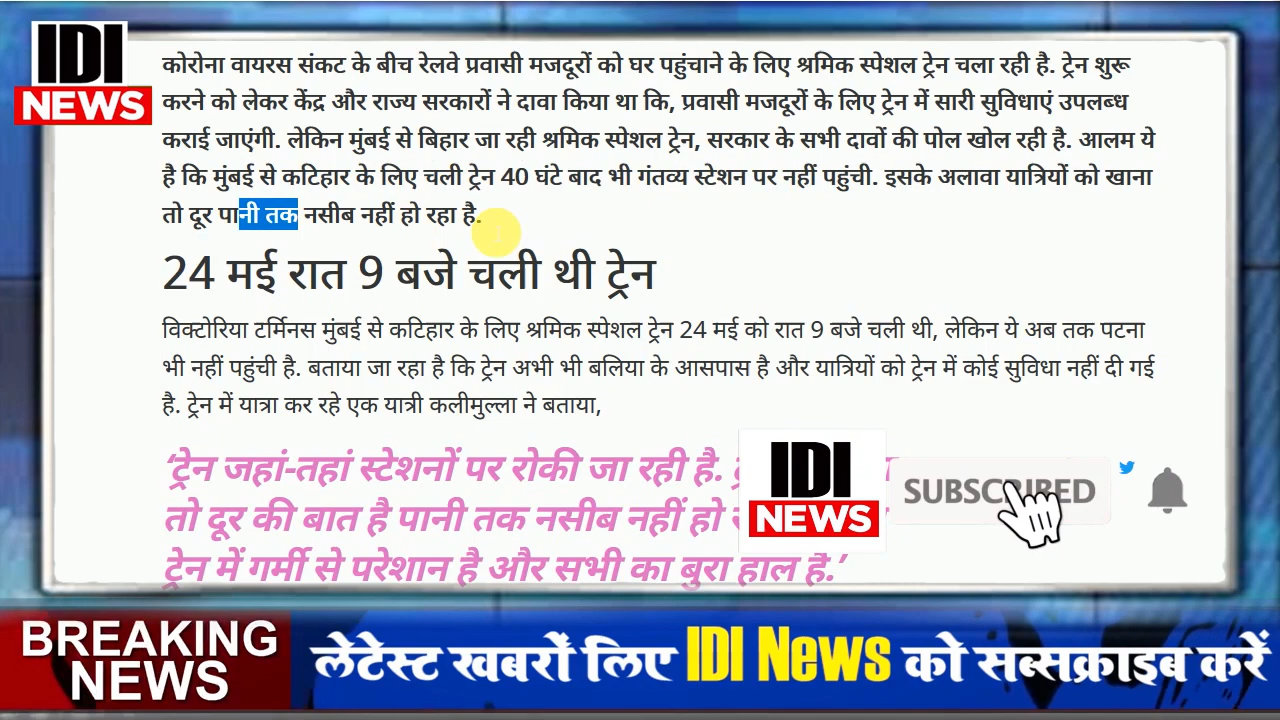 IDI
NEWS
कोरोना वायरस संकट के बीच रेलवे प्रवासी मजदूरों को घर पहुंचाने के लिए श्रमिक स्पेशल ट्रेन चला रही है. ट्रेन शुरू
करने को लेकर केंद्र और राज्य सरकारों ने दावा किया था कि, प्रवासी मजदूरों के लिए ट्रेन में सारी सुविधाएं उपलब्ध
कराई जाएंगी. लेकिन मुंबई से बिहार जा रही श्रमिक स्पेशल ट्रेन, सरकार के सभी दावों की पोल खोल रही है. आलम ये
है कि मुंबई से कटिहार के लिए चली ट्रेन 40 घंटे बाद भी गंतव्य स्टेशन पर नहीं पहुंची. इसके अलावा यात्रियों को खाना
तो दूर पानी तक नसीब नहीं हो रहा है.
24 मई रात 9 बजे चली थी ट्रेन
विक्टोरिया टर्मिनस मुंबई से कटिहार के लिए श्रमिक स्पेशल ट्रेन 24 मई को रात 9 बजे चली थी, लेकिन ये अब तक पटना
भी नहीं पहुंची है. बताया जा रहा है कि ट्रेन अभी भी बलिया के आसपास है और यात्रियों को ट्रेन में कोई सुविधा नहीं दी गई
है. ट्रेन में यात्रा कर रहे एक यात्री कलीमुल्ला ने बताया,
‘ट्रेन जहां-तहां स्टेशनों पर रोकी जा रही है.
तो दूर की बात है पानी तक नसीब नहीं हो
ट्रेन में गर्मी से परेशान है और सभी का बुरा हाल है.’
IDI
NEWS
SUBSCRIBED
BREAKING
NEWS
लेटेस्ट खबरों लिए IDI News को सब्सक्राइब करें